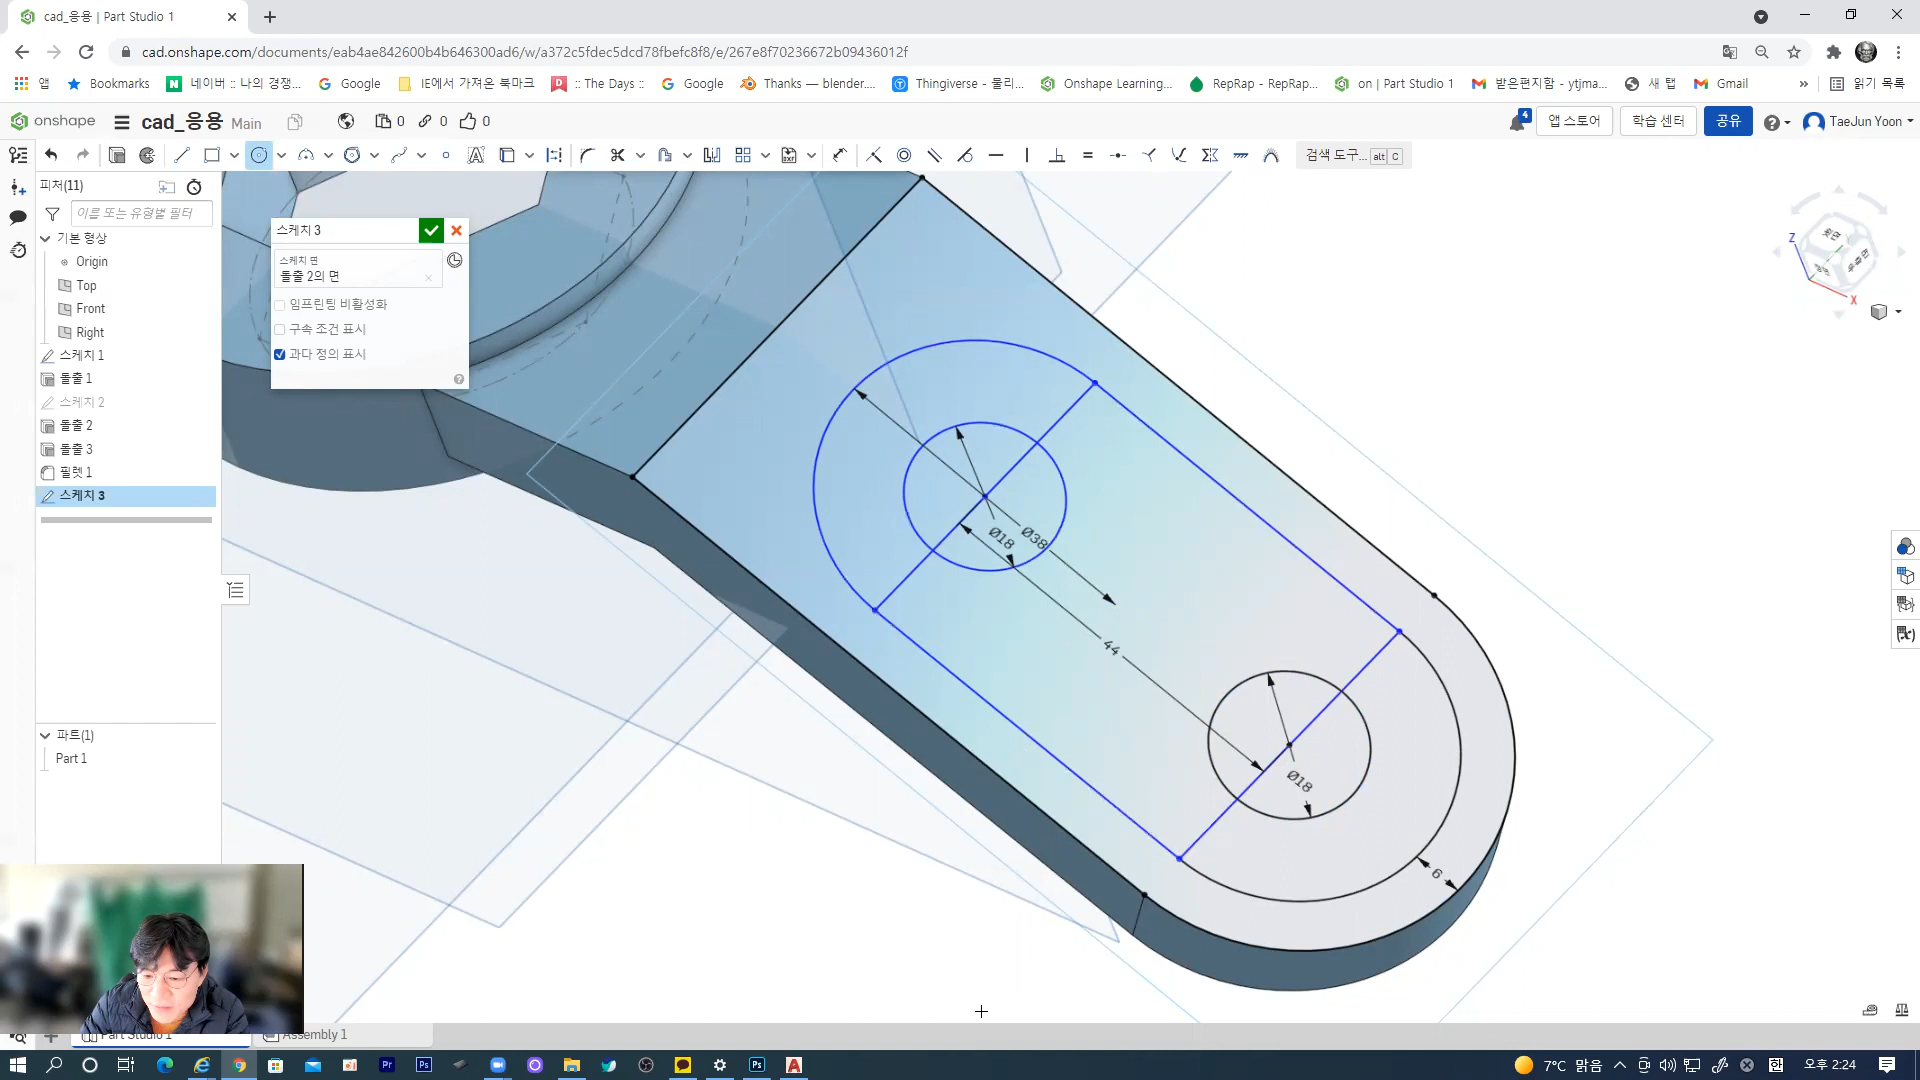 cad_응용 | Part Studio 1
cad.onshape.com/documents/eab4ae842600b4b646300ad6/w/a372c5fdec5dcd78fbefc8f8/e/267e8f70236672b09436012f
앱
Bookmarks
네이버 :: 나의 경쟁...
Google
IE에서 가져온 북마크
:: The Days ::
Google
Thanks — blender....
Thingiverse - 물리...
Onshape Learning...
RepRap - RepRap...
on | Part Studio 1
받은편지함 - ytjma...
새 탭
Gmail
»
읽기 목록
onshape
cad_응용 Main
0
0
0
4
앱 스토어
학습 센터
공유
TaeJun Yoon
검색 도구... alt C
피처(11)
이름 또는 유형별 필터
기본 형상
Origin
Top
Front
Right
스케치 1
돌출 1
스케치 2
돌출 2
돌출 3
필렛 1
스케치 3
스케치 3
스케치 면
돌출 2의 면
임프린팅 비활성화
구속 조건 표시
과다 정의 표시
Ø18
Ø38
44
Ø18
6
Z
X
파트(1)
Part 1
Part Studio 1
Assembly 1
7°C 맑음
한
오후 2:24